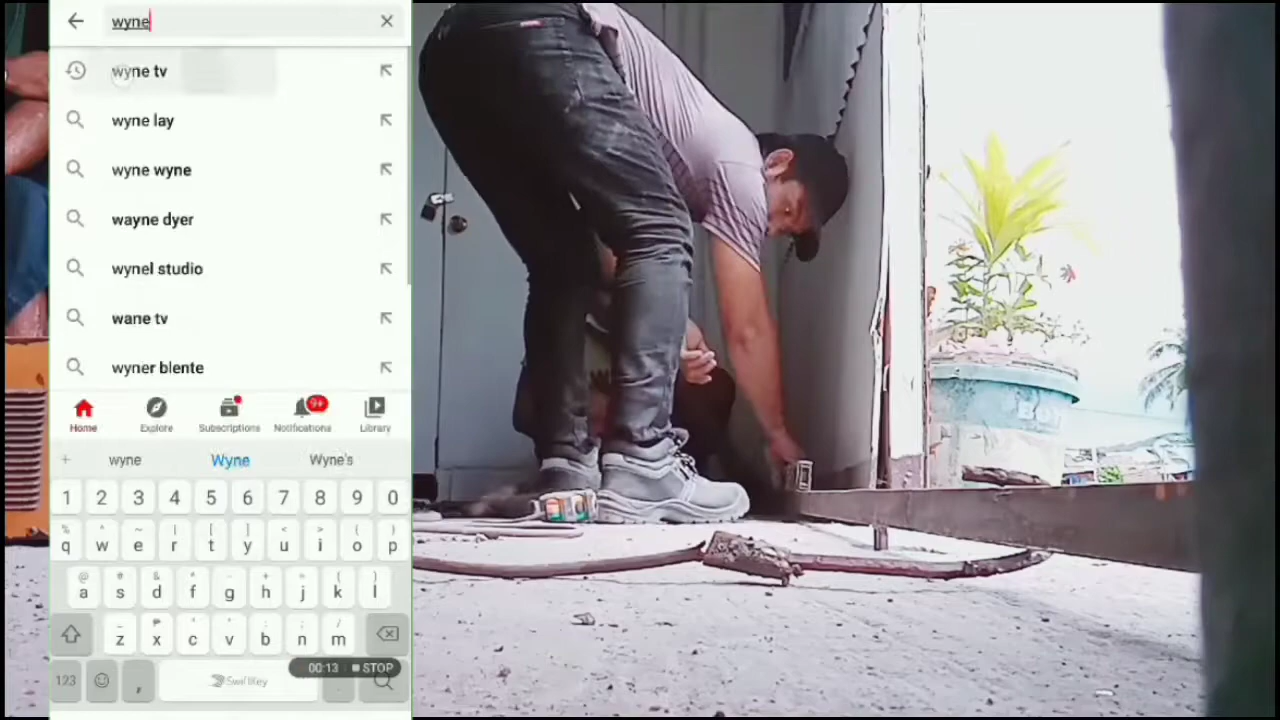 wyne
wyne tv
wyne lay
wyne wyne
wayne dyer
wynel studio
wane tv
wyner blente
Home Explore Subscriptions Notifications 9+ Library
+ wyne Wyne Wyne's
1 2 3 4 5 6 7 8 9 0
q w e r t y u i o p
@ # & * - + = ( )
a s d f g h j k l
z x c v b n m
00:13 STOP
123 , SwiftKey